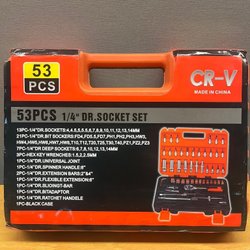 53
PCS
CR-V
MADE IN CHINA
53PCS 1/4" DR.SOCKET SET
13PC-1/4"DR.SOCKETS:4,4.5,5,5.5,6,7,8,9,10,11,12,13,14MM
21PC-1/4"DR.BIT SOCKERTS:FD4,FD5.5,FD7,PH1,PH2,PH3,HW3,
HW4,HW5,HW6,HW7,HW8,T10,T12,T20,T25,T30,T40,PZ1,PZ2,PZ3
7PC-1/4"DR.DEEP SOCKETS:6,7,8,10,12,13,14MM
3PC-HEX KEY WRENCHES:1.5,2,2.5MM
1PC-1/4"DR.UNIVERSAL JOINT
1PC-1/4"DR.SPINNER HANDLE:6"
2PC-1/4"DR.EXTENSION BARS:2"&4"
1PC-1/4"DR.FLEXIBLE EXTENSION:6"
1PC-1/4"DR.SLIDING T-BAR
1PC-1/4"DR.BIT ADAPTOR
1PC-1/4"DR.RATCHET HANDLE
1PC-BLACK CASE